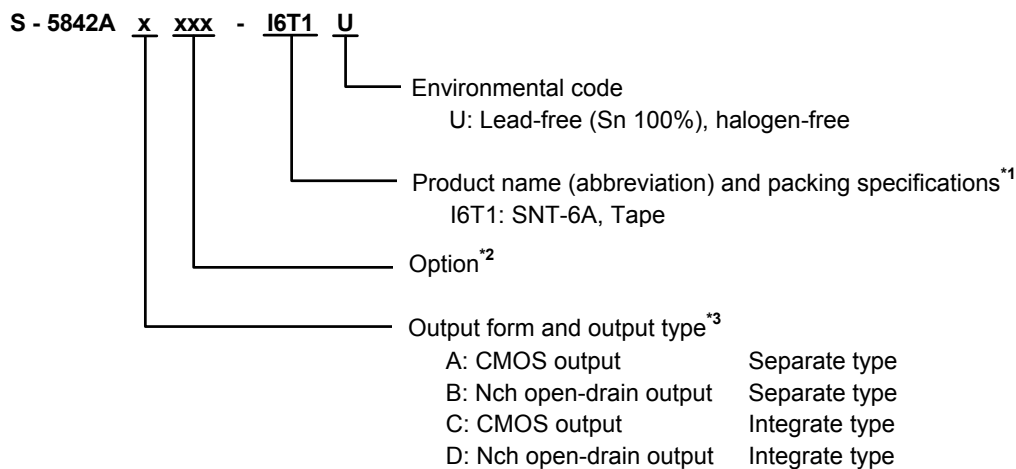 S - 5842A x xxx - I6T1 U
Environmental code
U: Lead-free (Sn 100%), halogen-free
Product name (abbreviation) and packing specifications*1
I6T1: SNT-6A, Tape
Option*2
Output form and output type*3
A: CMOS output Separate type
B: Nch open-drain output Separate type
C: CMOS output Integrate type
D: Nch open-drain output Integrate type